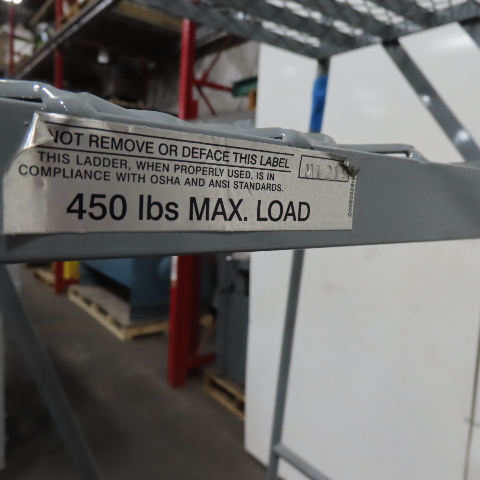 NOT REMOVE OR DEFACE THIS LABEL
THIS LADDER, WHEN PROPERLY USED, IS IN
COMPLIANCE WITH OSHA AND ANSI STANDARDS.
450 lbs MAX. LOAD